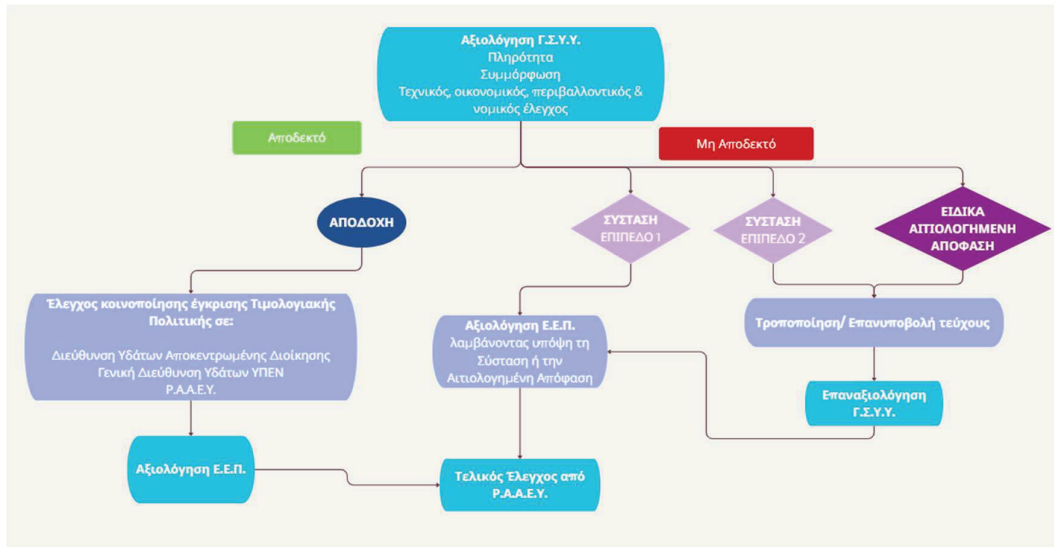 Αξιολόγηση Γ.Σ.Υ.Υ.
Πληρότητα
Συμμόρφωση
Τεχνικός, οικονομικός, περιβαλλοντικός &
νομικός έλεγχος
Αποδεκτό
Μη Αποδεκτό
ΑΠΟΔΟΧΗ
ΣΥΣΤΑΣΗ
ΕΠΙΠΕΔΟ 1
ΣΥΣΤΑΣΗ
ΕΠΙΠΕΔΟ 2
ΕΙΔΙΚΑ
ΑΙΤΙΟΛΟΓΗΜΕΝΗ
ΑΠΟΦΑΣΗ
Έλεγχος κοινοποίησης έγκρισης Τιμολογιακής
Πολιτικής σε:
Διεύθυνση Υδάτων Αποκεντρωμένης Διοίκησης
Γενική Διεύθυνση Υδάτων ΥΠΕΝ
Ρ.Α.Α.Ε.Υ.
Αξιολόγηση Ε.Ε.Π.
λαμβάνοντας υπόψη τη
Σύσταση ή την
Αιτιολογημένη Απόφαση
Τροποποίηση/ Επανυποβολή τεύχους
Επαναξιολόγηση
Γ.Σ.Υ.Υ.
Αξιολόγηση Ε.Ε.Π.
Τελικός Έλεγχος από
Ρ.Α.Α.Ε.Υ.